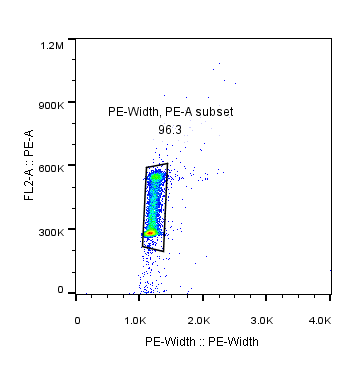 1.2M
900K
PE-Width, PE-A subset
96.3
600K
FL2-A :: PE-A
300K
0
0 1.0K 2.0K 3.0K 4.0K
PE-Width :: PE-Width